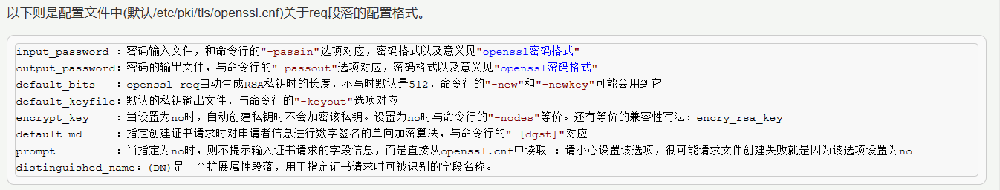 以下则是配置文件中(默认/etc/pki/tls/openssl.cnf)关于req段落的配置格式。
input_password ：密码输入文件，和命令行的"-passin"选项对应，密码格式以及意义见"openssl密码格式"
output_password：密码的输出文件，与命令行的"-passout"选项对应，密码格式以及意义见"openssl密码格式"
default_bits   ：openssl req自动生成RSA私钥时的长度，不写时默认是512，命令行的"-new"和"-newkey"可能会用到它
default_keyfile：默认的私钥输出文件，与命令行的"-keyout"选项对应
encrypt_key    ：当设置为no时，自动创建私钥时不会加密该私钥。设置为no时与命令行的"-nodes"等价。还有等价的兼容性写法：encry_rsa_key
default_md     ：指定创建证书请求时对申请者信息进行数字签名的单向加密算法，与命令行的"-[dgst]"对应
prompt         ：当指定为no时，则不提示输入证书请求的字段信息，而是直接从openssl.cnf中读取 ：请小心设置该选项，很可能请求文件创建失败就是因为该选项设置为no
distinguished_name：(DN)是一个扩展属性段落，用于指定证书请求时可被识别的字段名称。